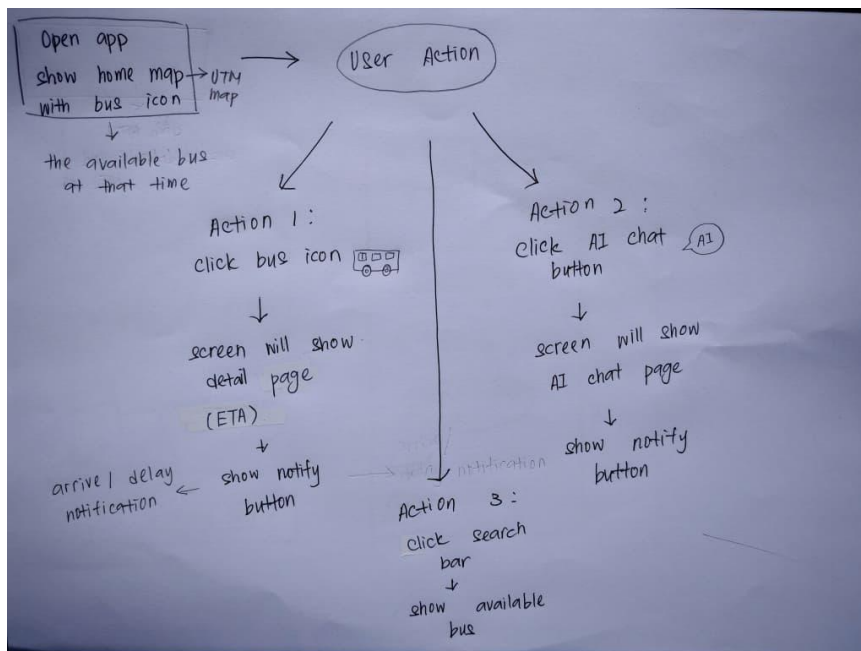 Open app
show home map → UTM
map
with bus icon
the available bus
at that time
User Action
Action 1 :
click bus icon
screen will show
detail page
(ETA)
show notify
button
arrive / delay
notification
Action 2 :
click AI chat
button
AI
screen will show
AI chat page
show notify
button
notification
Action 3 :
click search
bar
show available
bus